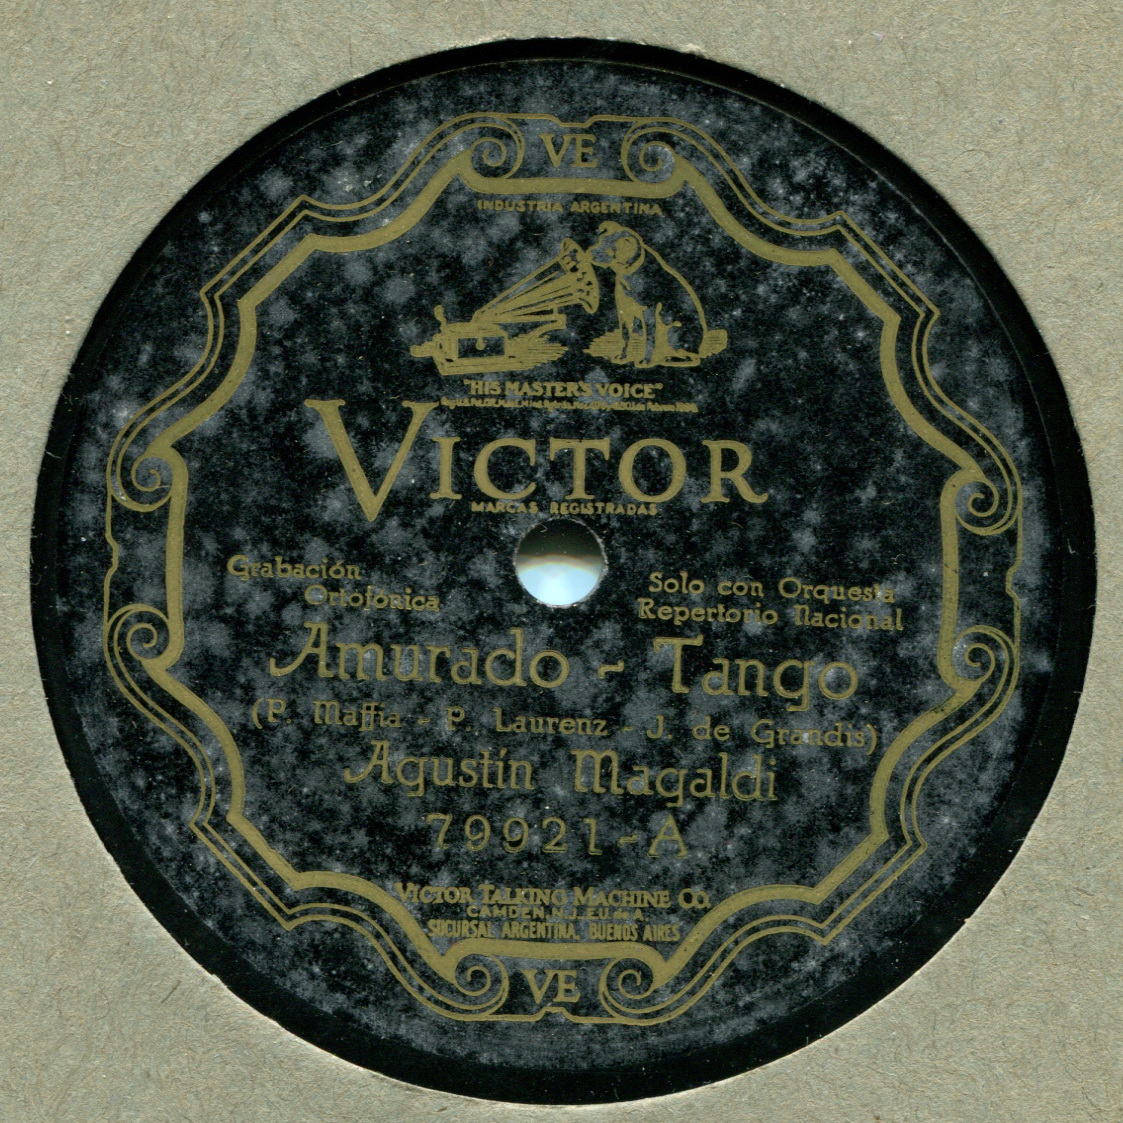 VE
INDUSTRIA ARGENTINA
"HIS MASTER'S VOICE"
VICTOR
MARCAS REGISTRADAS
Grabación
Ortofónica
Solo con Orquesta
Repertorio Nacional
Amurado - Tango
(P. Maffia - P. Laurenz - J. de Grandis)
Agustín Magaldi
79921-A
VICTOR TALKING MACHINE CO.
CAMDEN, N.J. E.U. de A.
SUCURSAL ARGENTINA, BUENOS AIRES
VE